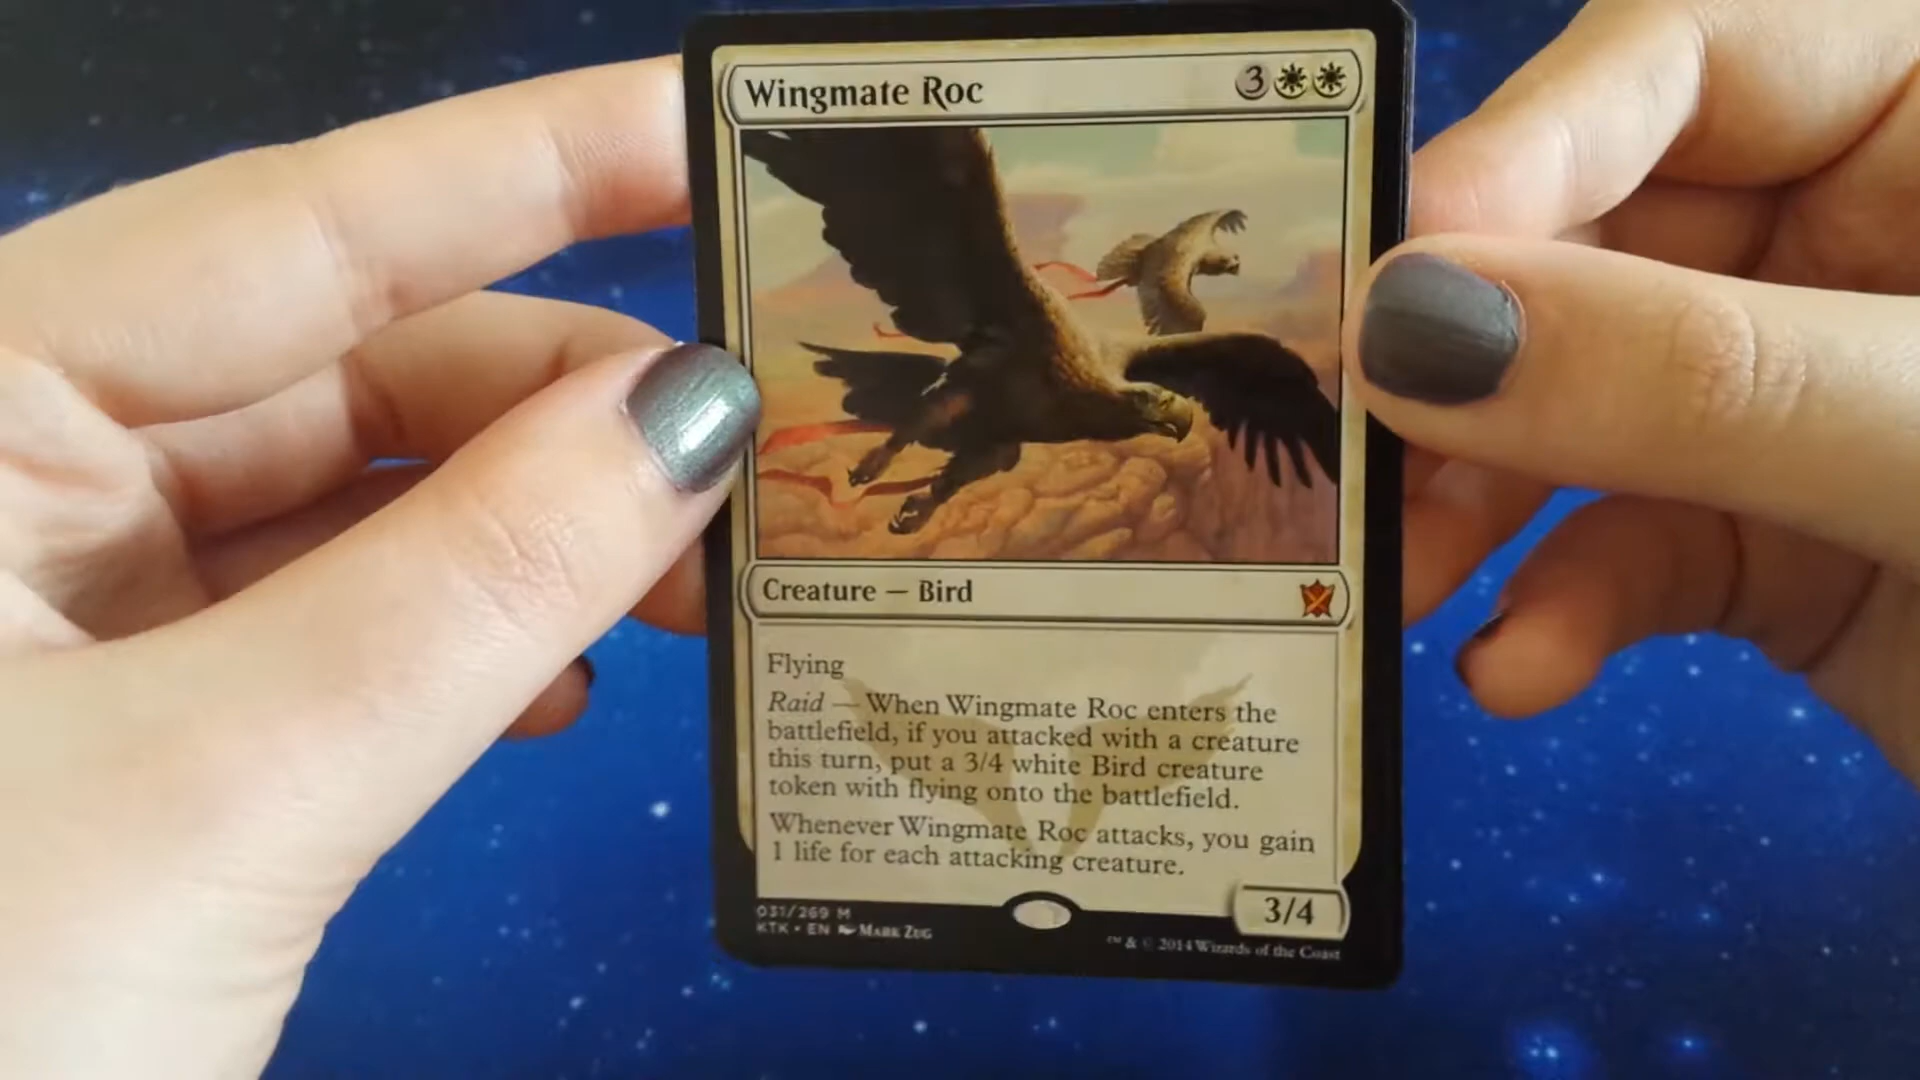 Wingmate Roc 3
Creature — Bird
Flying
Raid — When Wingmate Roc enters the
battlefield, if you attacked with a creature
this turn, put a 3/4 white Bird creature
token with flying onto the battlefield.
Whenever Wingmate Roc attacks, you gain
1 life for each attacking creature.
3/4
031/269 M
KTK • EN Mark Zug
™ & © 2014 Wizards of the Coast